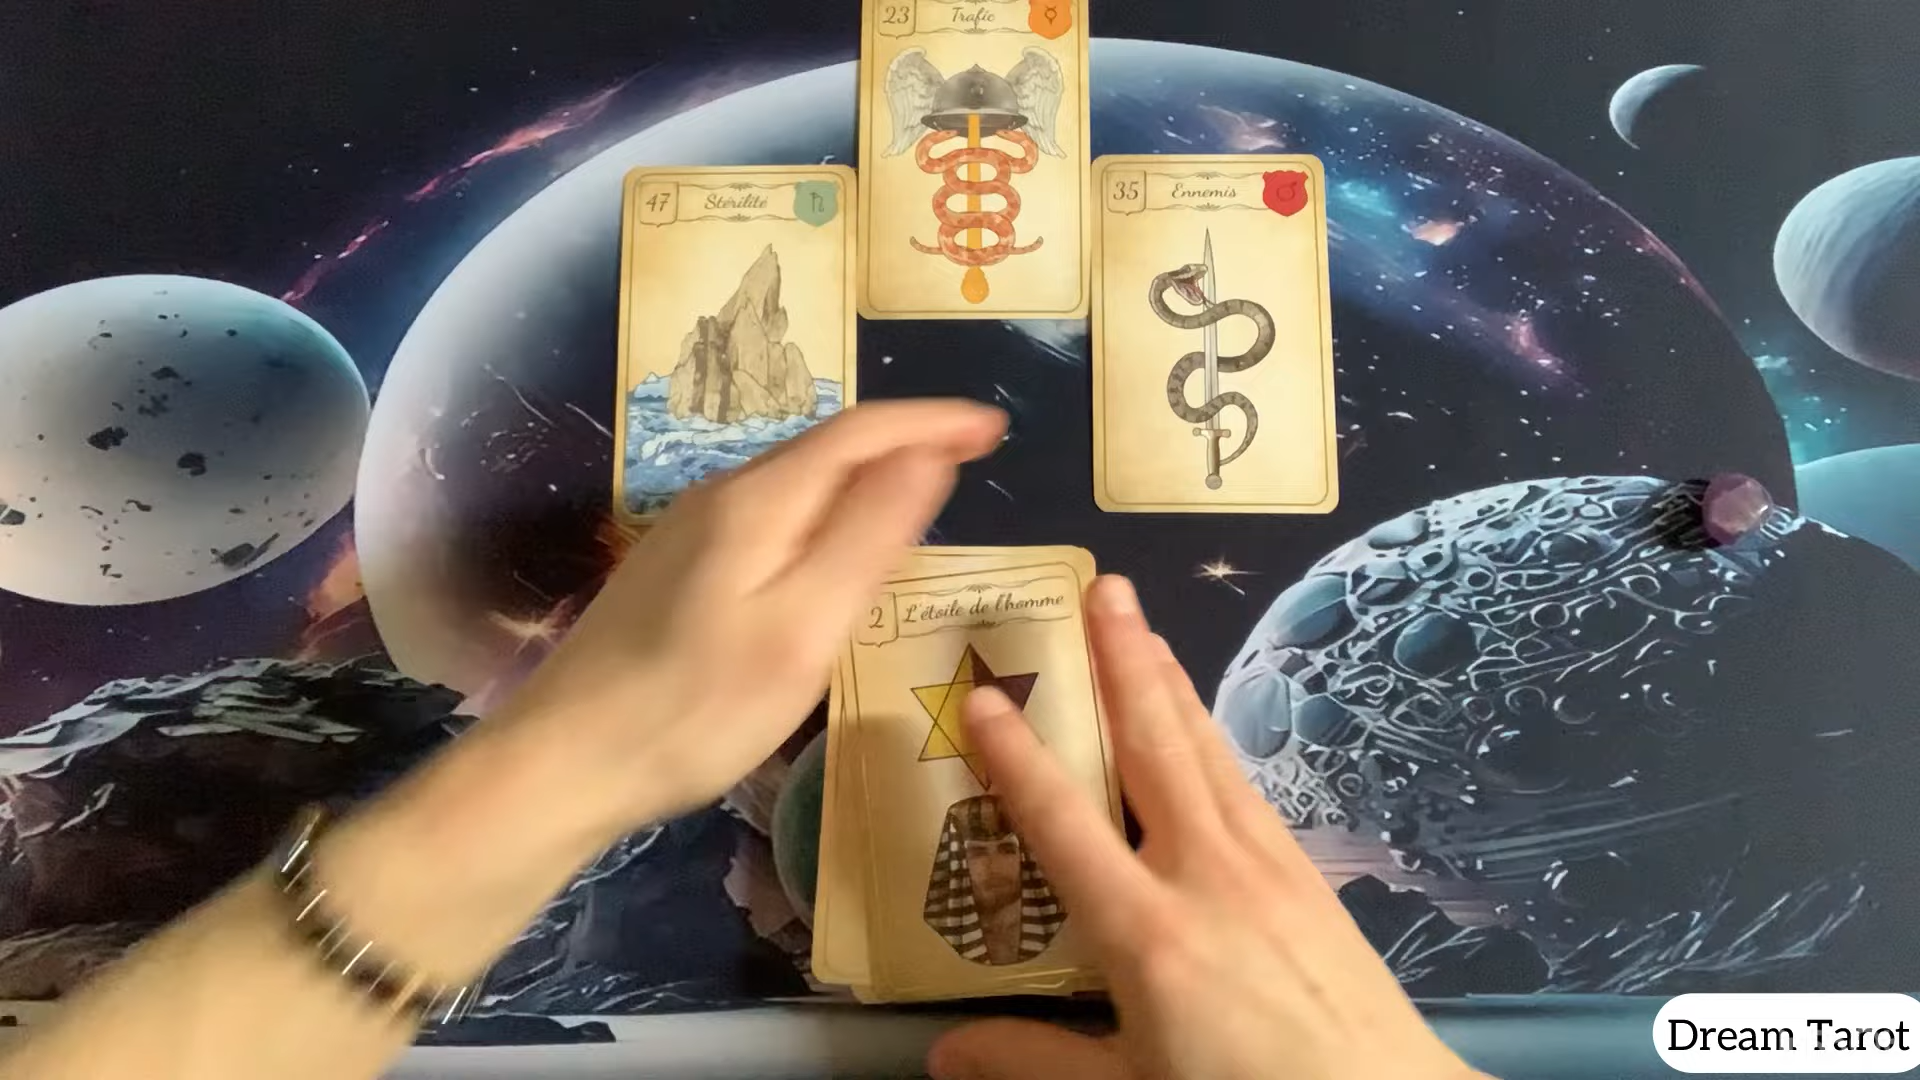 23 Trafic
47 Stérilité
35 Ennemis
2 L'étoile de l'homme
Dream Tarot